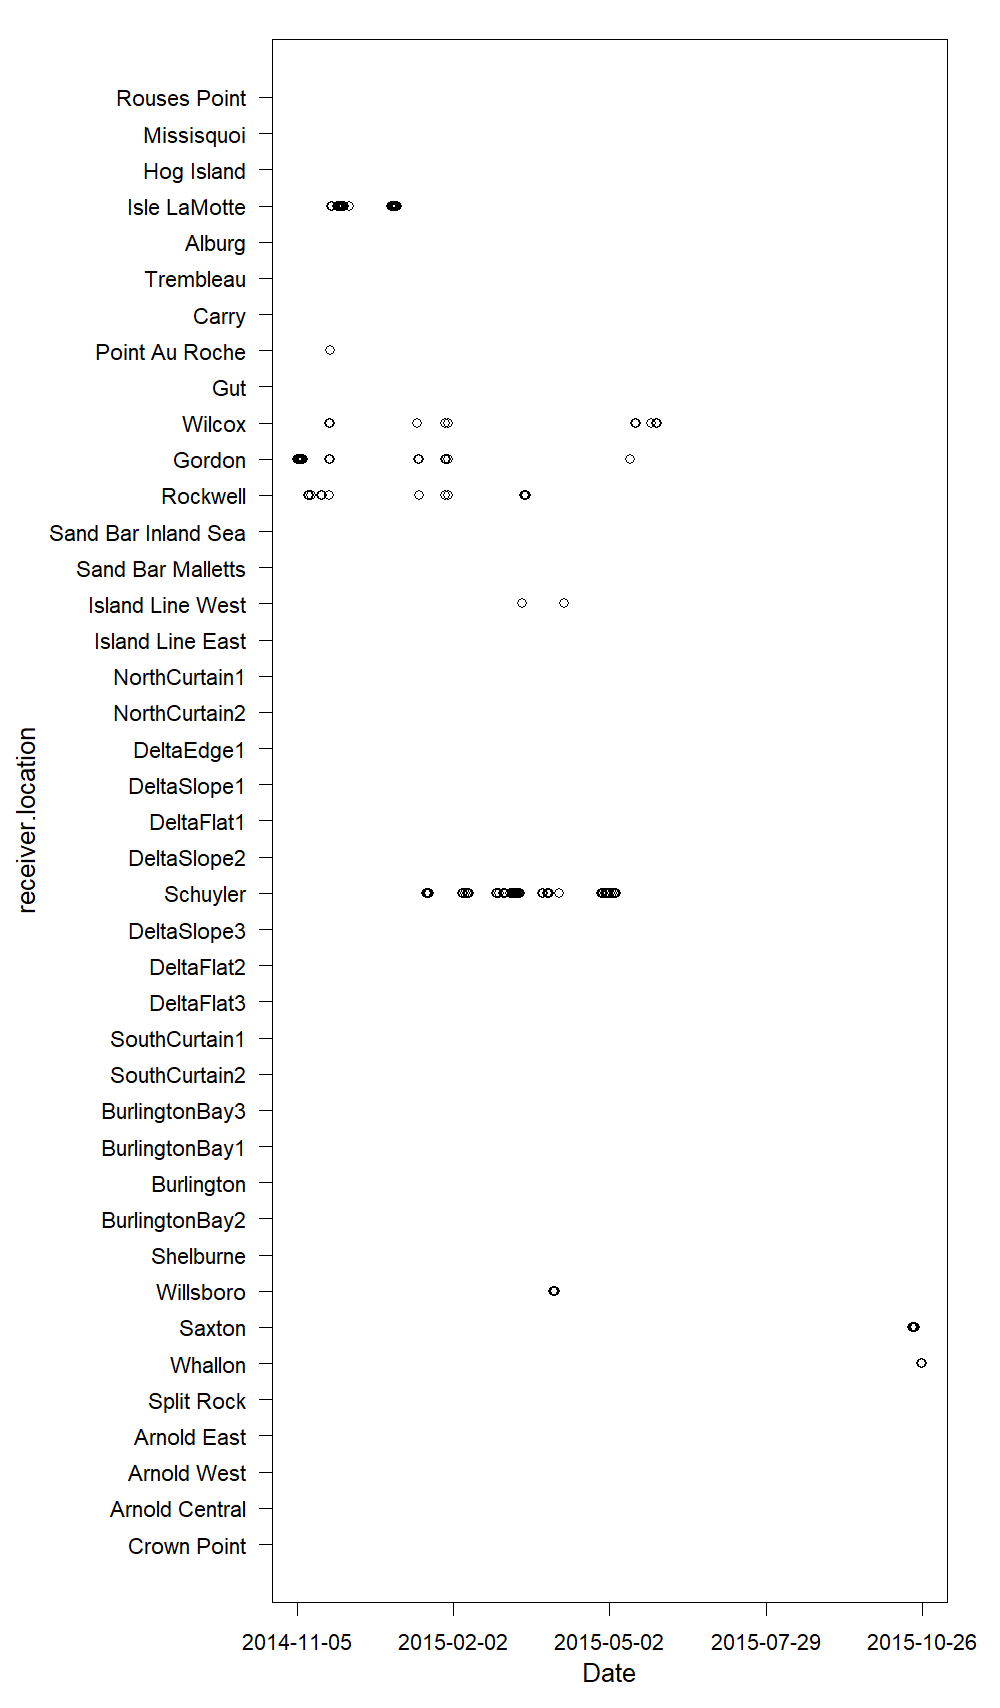 Rouses Point
Missisquoi
Hog Island
Isle LaMotte
Alburg
Trembleau
Carry
Point Au Roche
Gut
Wilcox
Gordon
Rockwell
Sand Bar Inland Sea
Sand Bar Malletts
Island Line West
Island Line East
NorthCurtain1
NorthCurtain2
DeltaEdge1
DeltaSlope1
DeltaFlat1
DeltaSlope2
Schuyler
DeltaSlope3
DeltaFlat2
DeltaFlat3
SouthCurtain1
SouthCurtain2
BurlingtonBay3
BurlingtonBay1
Burlington
BurlingtonBay2
Shelburne
Willsboro
Saxton
Whallon
Split Rock
Arnold East
Arnold West
Arnold Central
Crown Point
receiver.location
2014-11-05 2015-02-02 2015-05-02 2015-07-29 2015-10-26
Date